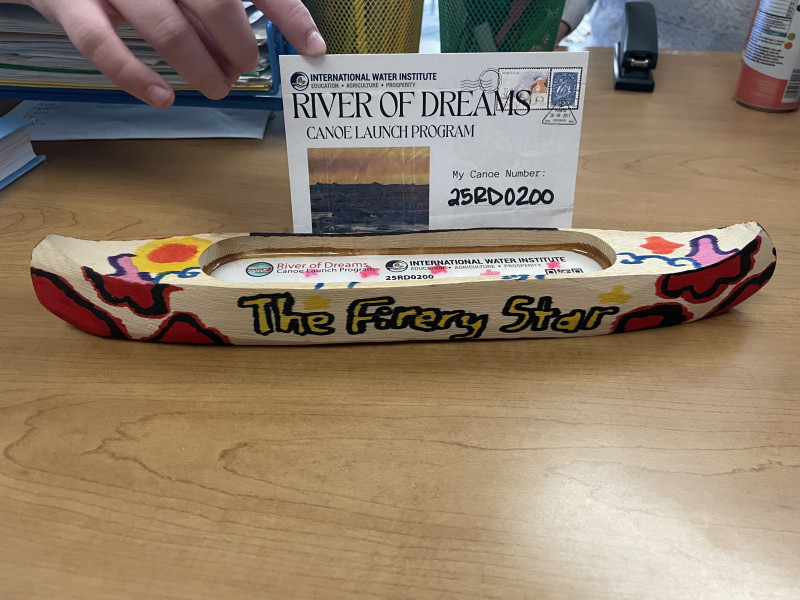 INTERNATIONAL WATER INSTITUTE
EDUCATION • AGRICULTURE • PROSPERITY
RIVER OF DREAMS
CANOE LAUNCH PROGRAM
My Canoe Number:
25RD0200
River of Dreams
Canoe Launch Program
INTERNATIONAL WATER INSTITUTE
EDUCATION • AGRICULTURE • PROSPERITY
25RD0200
The Firery Star